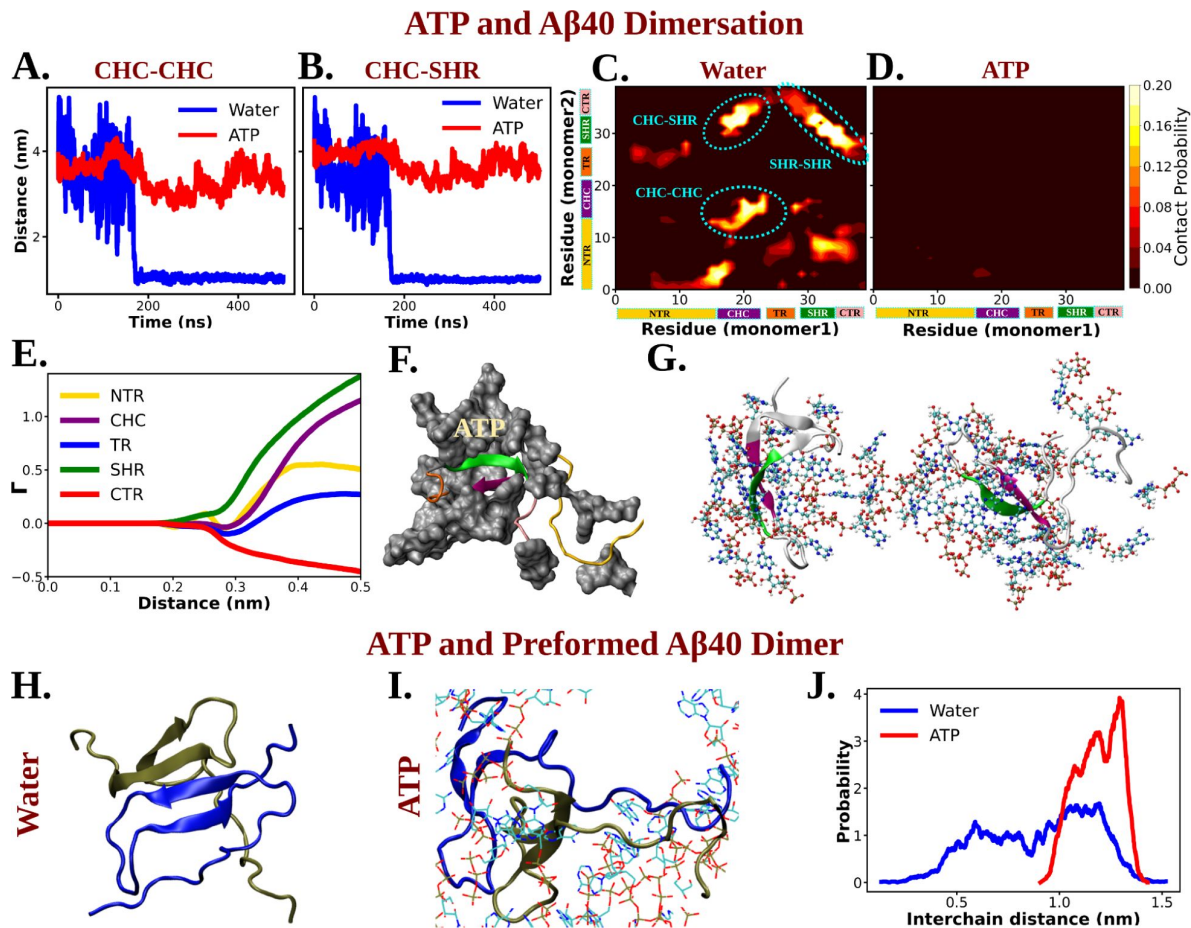 ATP and Aβ40 Dimersation
A.
CHC-CHC
B.
CHC-SHR
C.
Water
D.
ATP
Distance (nm)
4
2
Water
ATP
0
200
400
Time (ns)
Water
ATP
0
200
400
Time (ns)
Residue (monomer2)
NTR
CHC
TR
SHR
CTR
30
20
10
0
CHC-SHR
SHR-SHR
CHC-CHC
0
10
20
30
NTR
CHC
TR
SHR
CTR
Residue (monomer1)
0
10
20
30
NTR
CHC
TR
SHR
CTR
Residue (monomer1)
0.20
0.16
0.12
0.08
0.04
0.00
Contact Probability
E.
Γ
1.0
0.5
0.0
−0.5
NTR
CHC
TR
SHR
CTR
0.0
0.1
0.2
0.3
0.4
0.5
Distance (nm)
F.
ATP
G.
ATP and Preformed Aβ40 Dimer
H.
Water
I.
ATP
J.
Probability
4
3
2
1
0
Water
ATP
0.5
1.0
1.5
Interchain distance (nm)